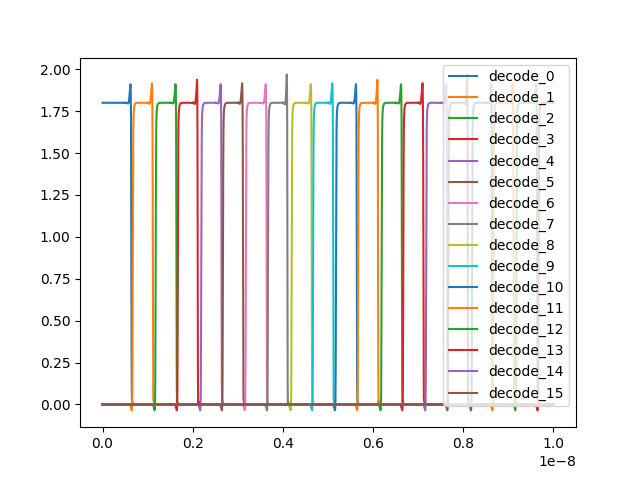 2.00
1.75
1.50
1.25
1.00
0.75
0.50
0.25
0.00
0.0
0.2
0.4
0.6
0.8
1.0
1e−8
decode_0
decode_1
decode_2
decode_3
decode_4
decode_5
decode_6
decode_7
decode_8
decode_9
decode_10
decode_11
decode_12
decode_13
decode_14
decode_15